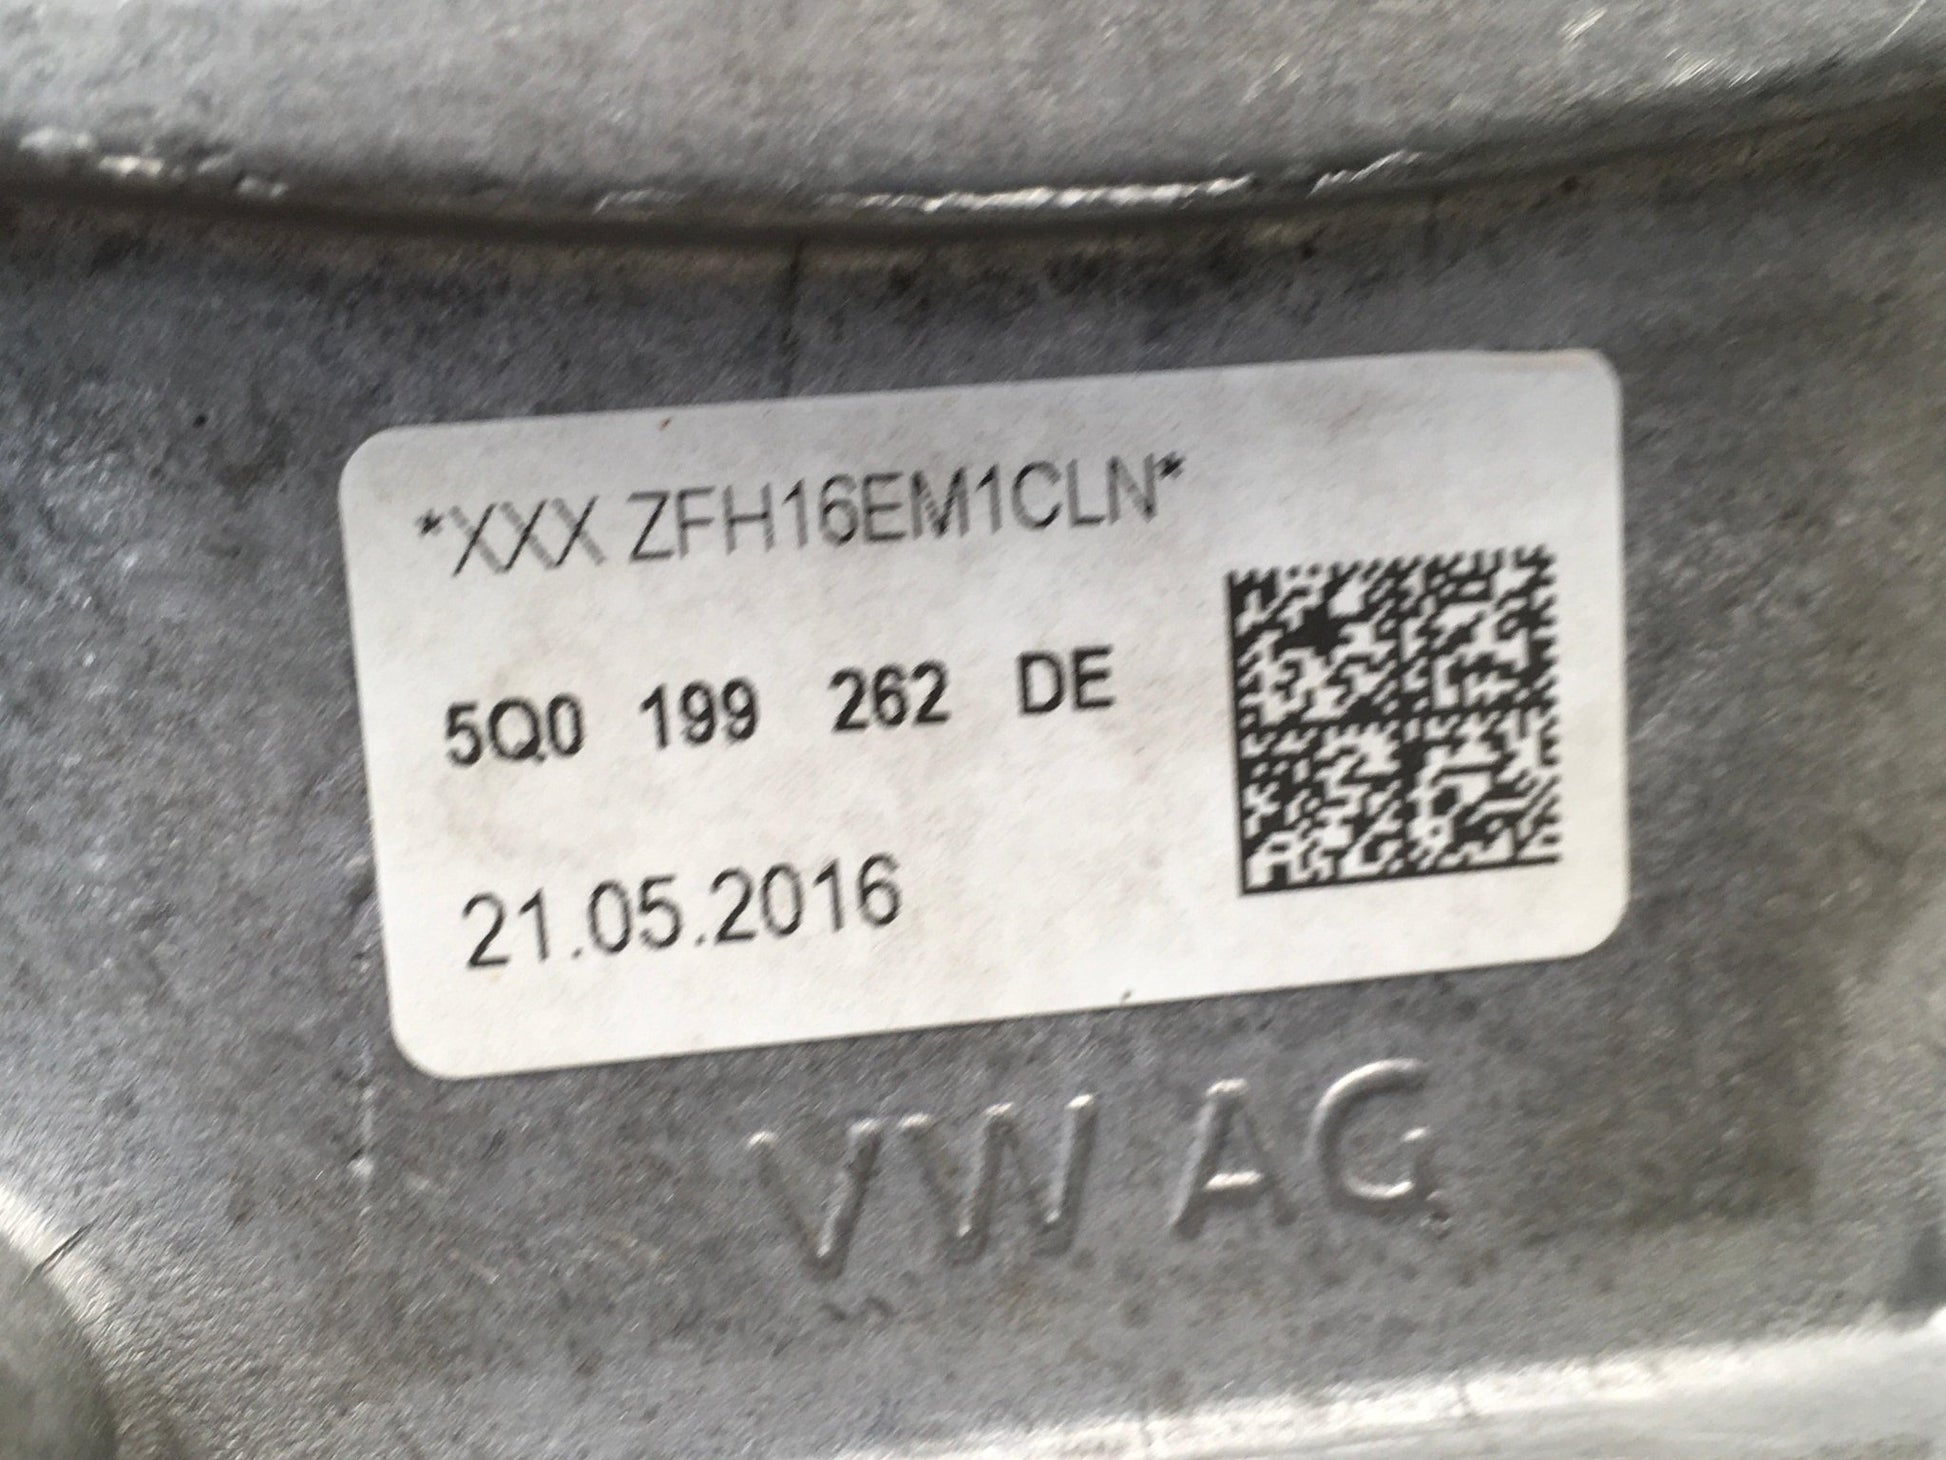 *XXX ZFH16EM1CLN*
5Q0 199 262 DE
21.05.2016
VW AG